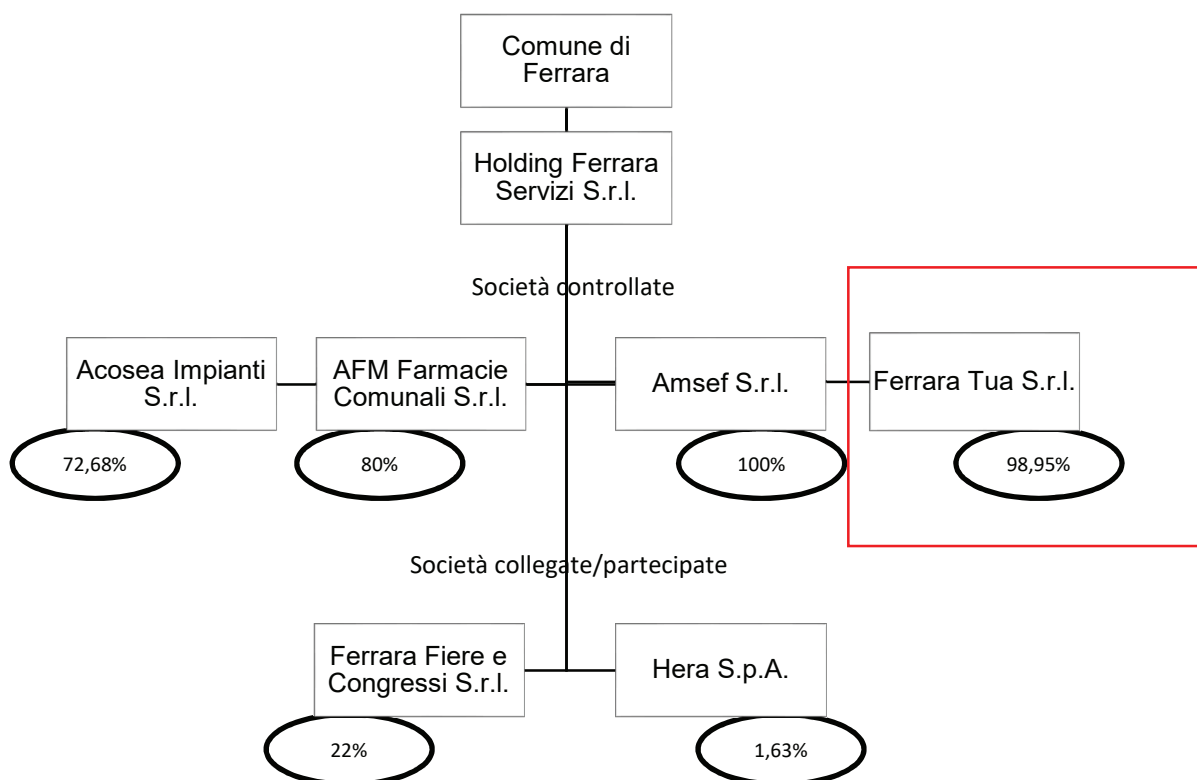 Comune di
Ferrara
Holding Ferrara
Servizi S.r.l.
Società controllate
Acosea Impianti
S.r.l.
AFM Farmacie
Comunali S.r.l.
Amsef S.r.l.
Ferrara Tua S.r.l.
72,68%
80%
100%
98,95%
Società collegate/partecipate
Ferrara Fiere e
Congressi S.r.l.
Hera S.p.A.
22%
1,63%